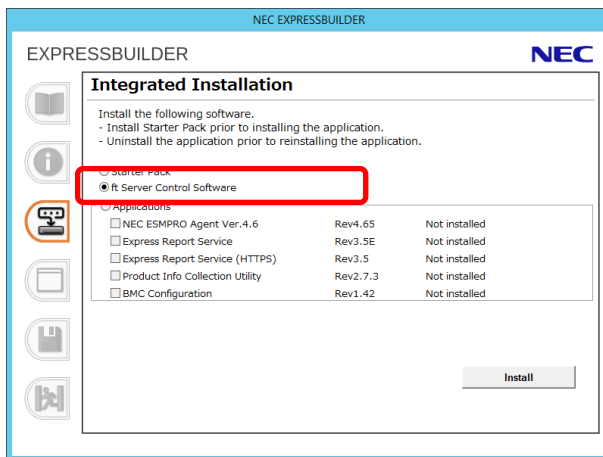 NEC EXPRESSBUILDER
EXPRESSBUILDER
NEC
Integrated Installation
Install the following software.
- Install Starter Pack prior to installing the application.
- Uninstall the application prior to reinstalling the application.
Starter Pack
ft Server Control Software
Applications
NEC ESMPRO Agent Ver.4.6 Rev4.65 Not installed
Express Report Service Rev3.5E Not installed
Express Report Service (HTTPS) Rev3.5 Not installed
Product Info Collection Utility Rev2.7.3 Not installed
BMC Configuration Rev1.42 Not installed
Install